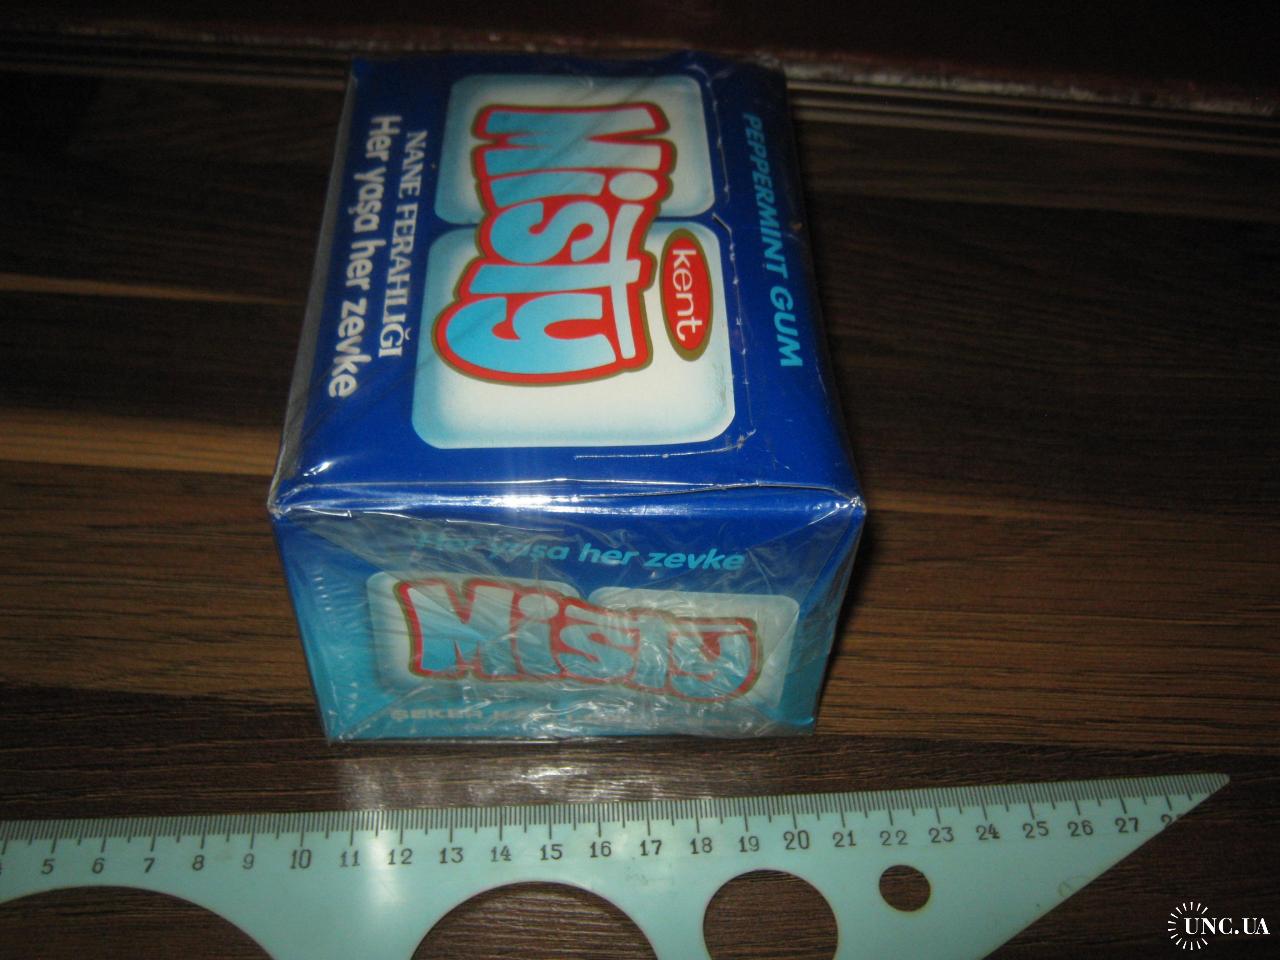 PEPPERMINT GUM
kent
Misty
NANE FERAHLIĞI
Her yaşa her zevke
Her yaşa her zevke
Misty
ŞEKER
5 6 7 8 9 10 11 12 13 14 15 16 17 18 19 20 21 22 23 24 25 26 27
UNC.UA